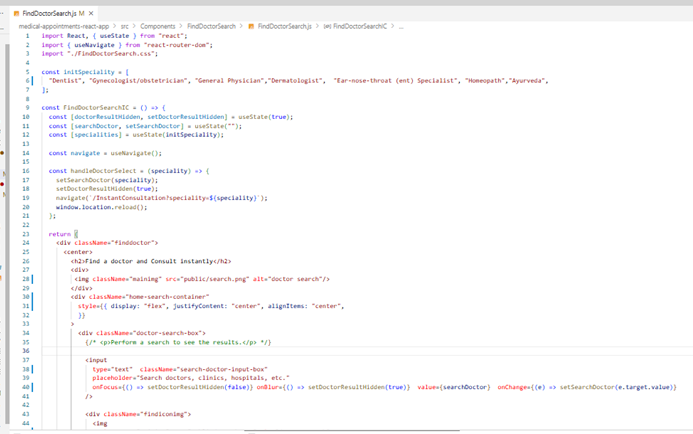 FindDoctorSearch.js M
medical-appointments-react-app > src > Components > FindDoctorSearch > FindDoctorSearch.js > FindDoctorSearchIC > ...
1 import React, { useState } from "react";
2 import { useNavigate } from "react-router-dom";
3 import "./FindDoctorSearch.css";
4
5 const initSpeciality = [
6 "Dentist", "Gynecologist/obstetrician", "General Physician","Dermatologist", "Ear-nose-throat (ent) Specialist", "Homeopath","Ayurveda",
7 ];
8
9 const FindDoctorSearchIC = () => {
10 const [doctorResultHidden, setDoctorResultHidden] = useState(true);
11 const [searchDoctor, setSearchDoctor] = useState("");
12 const [specialities] = useState(initSpeciality);
13
14 const navigate = useNavigate();
15
16 const handleDoctorSelect = (speciality) => {
17 setSearchDoctor(speciality);
18 setDoctorResultHidden(true);
19 navigate(`/InstantConsultation?speciality=${speciality}`);
20 window.location.reload();
21 };
22
23 return (
24 <div className="finddoctor">
25 <center>
26 <h2>Find a doctor and Consult instantly</h2>
27 <div>
28 <img className="mainimg" src="public/search.png" alt="doctor search"/>
29 </div>
30 <div className="home-search-container"
31 style={{ display: "flex", justifyContent: "center", alignItems: "center",
32 }}
33 >
34 <div className="doctor-search-box">
35 {/* <p>Perform a search to see the results.</p> */}
36
37 <input
38 type="text" className="search-doctor-input-box"
39 placeholder="Search doctors, clinics, hospitals, etc."
40 onFocus={() => setDoctorResultHidden(false)} onBlur={() => setDoctorResultHidden(true)} value={searchDoctor} onChange={(e) => setSearchDoctor(e.target.value)}
41 />
42
43 <div className="findiconimg">
44 <img